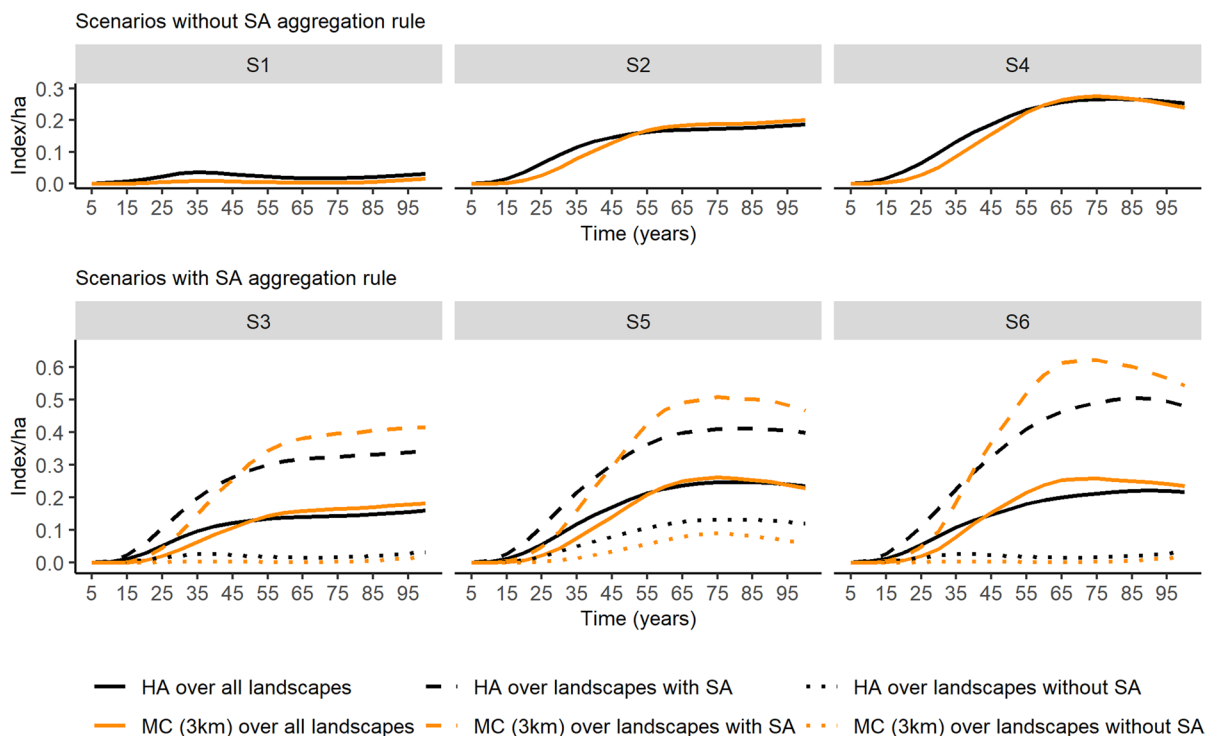 Scenarios without SA aggregation rule
S1 S2 S4
Index/ha
0.3
0.2
0.1
0.0
5 15 25 35 45 55 65 75 85 95 5 15 25 35 45 55 65 75 85 95 5 15 25 35 45 55 65 75 85 95
Time (years)
Scenarios with SA aggregation rule
S3 S5 S6
Index/ha
0.6
0.5
0.4
0.3
0.2
0.1
0.0
5 15 25 35 45 55 65 75 85 95 5 15 25 35 45 55 65 75 85 95 5 15 25 35 45 55 65 75 85 95
Time (years)
HA over all landscapes HA over landscapes with SA HA over landscapes without SA
MC (3km) over all landscapes MC (3km) over landscapes with SA MC (3km) over landscapes without SA